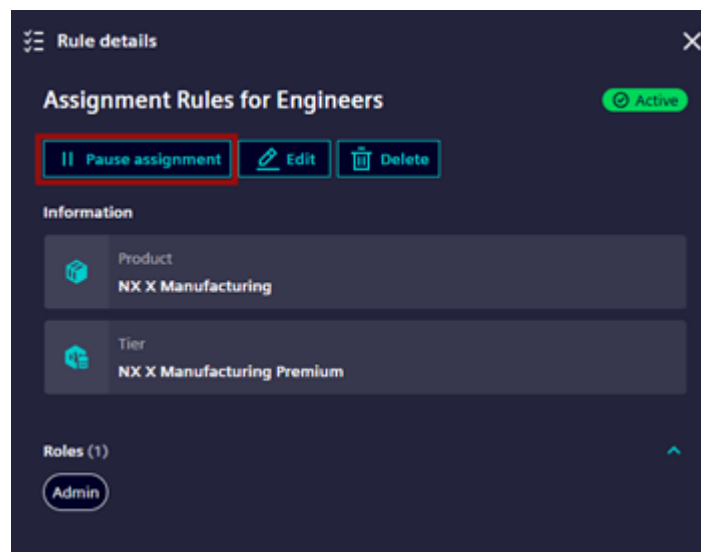 Rule details
Assignment Rules for Engineers
Active
Pause assignment Edit Delete
Information
Product
NX X Manufacturing
Tier
NX X Manufacturing Premium
Roles (1)
Admin